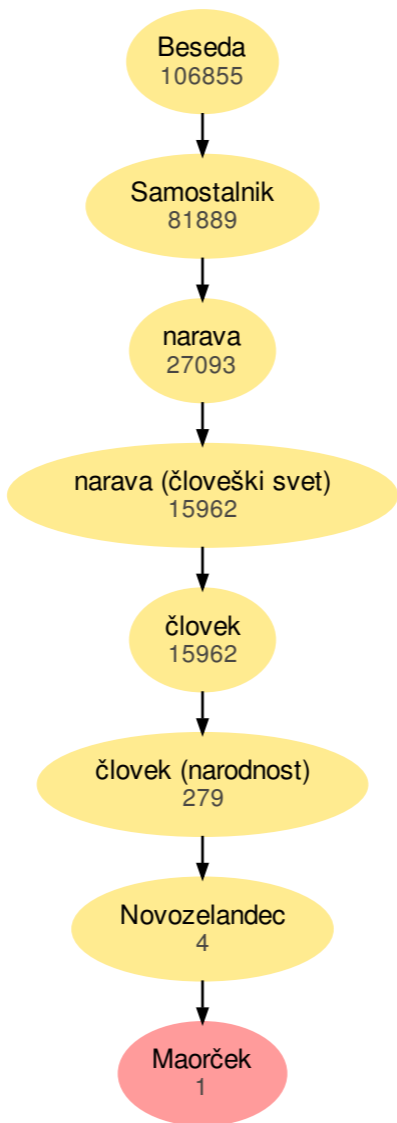 Beseda
106855
Samostalnik
81889
narava
27093
narava (človeški svet)
15962
človek
15962
človek (narodnost)
279
Novozelandec
4
Maorček
1